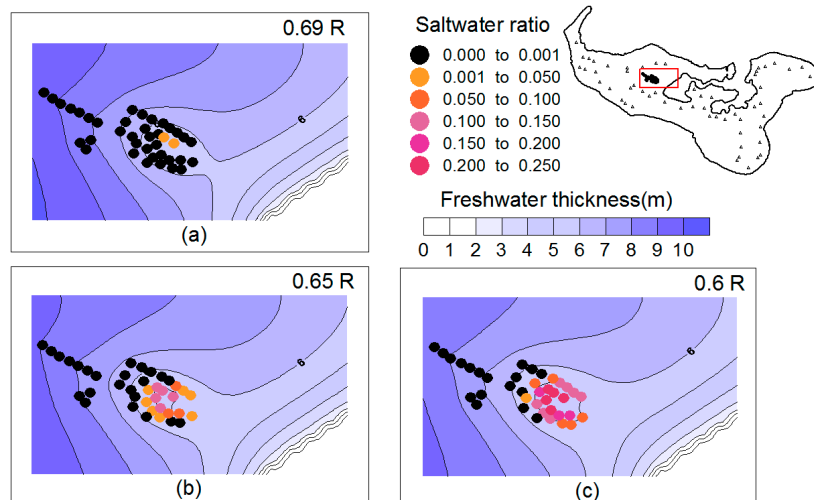 0.69 R
6
(a)
Saltwater ratio
0.000 to 0.001
0.001 to 0.050
0.050 to 0.100
0.100 to 0.150
0.150 to 0.200
0.200 to 0.250
Freshwater thickness(m)
0 1 2 3 4 5 6 7 8 9 10
0.65 R
6
(b)
0.6 R
6
(c)